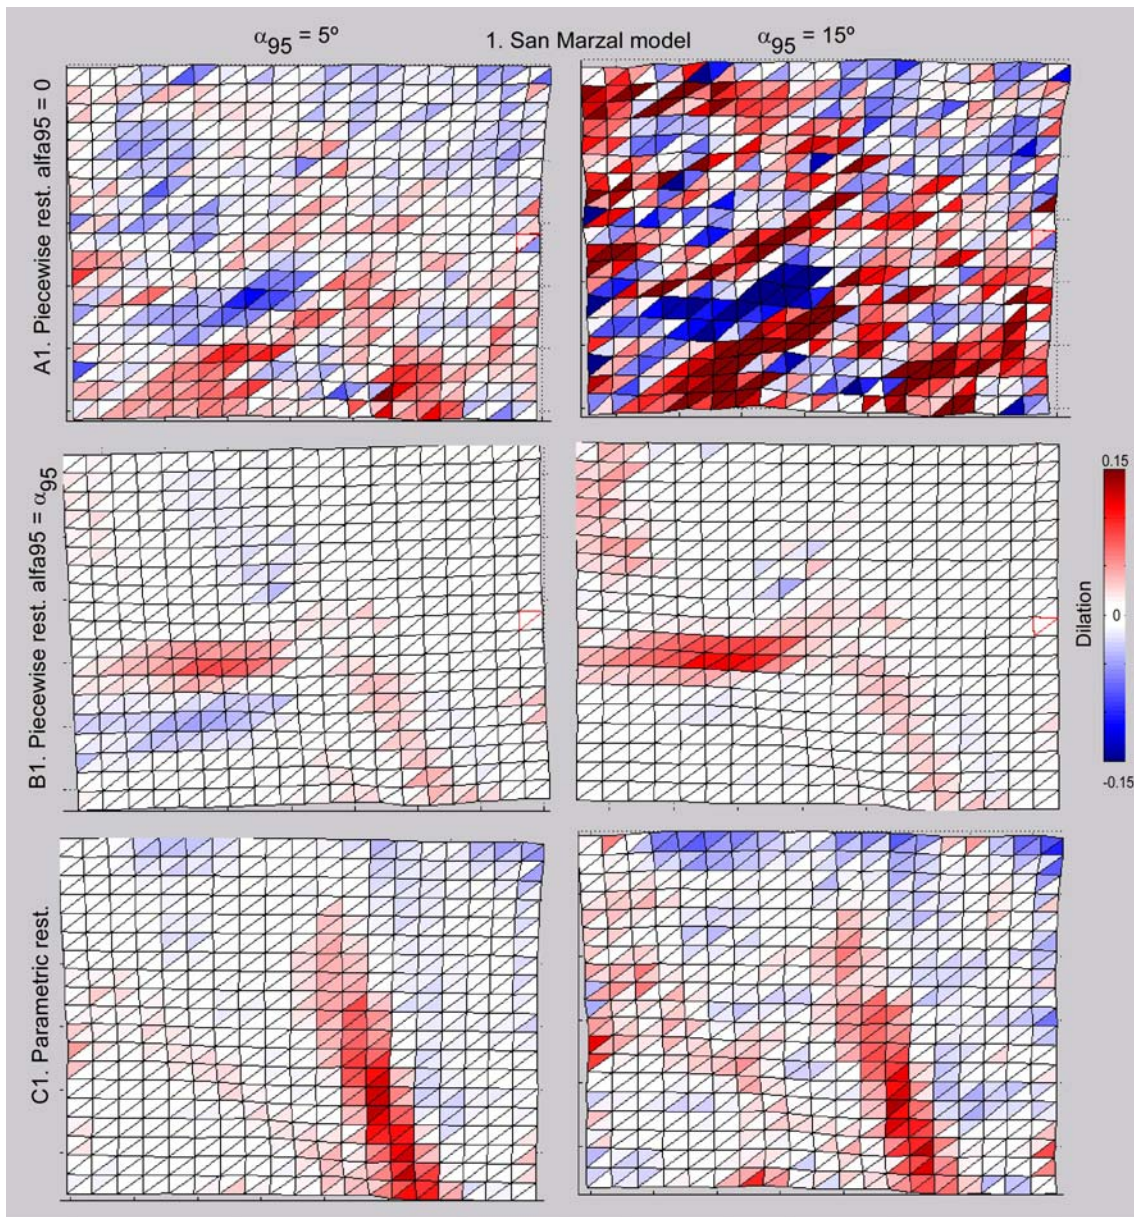 α95 = 5º
1. San Marzal model
α95 = 15º
A1. Piecewise rest. alfa95 = 0
B1. Piecewise rest. alfa95 = α95
0.15
0
Dilation
-0.15
C1. Parametric rest.